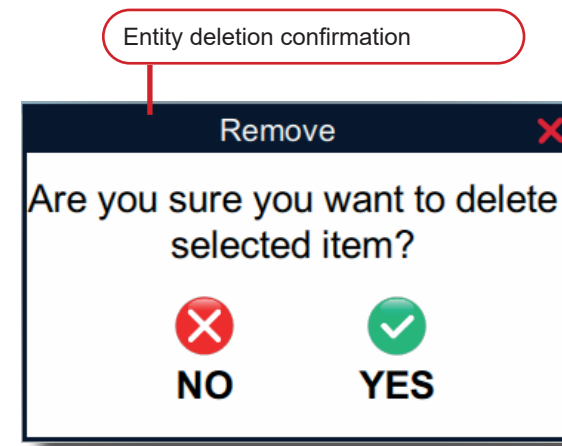 Entity deletion confirmation
Remove
Are you sure you want to delete
selected item?
NO YES